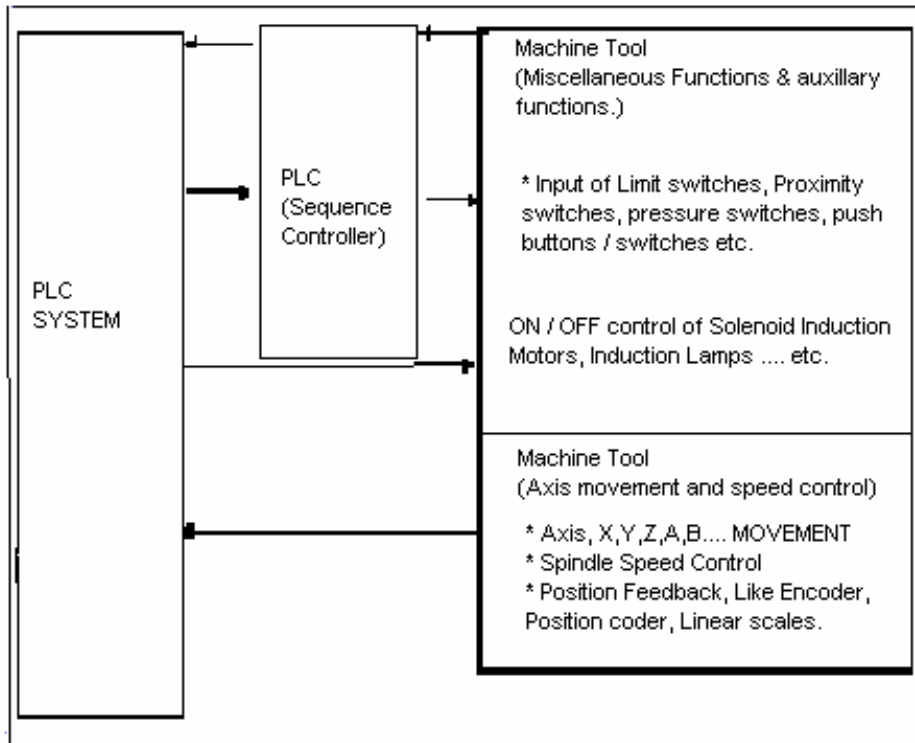 PLC
SYSTEM
PLC
(Sequence
Controller)
Machine Tool
(Miscellaneous Functions & auxillary
functions.)
* Input of Limit switches, Proximity
switches, pressure switches, push
buttons / switches etc.
ON / OFF control of Solenoid Induction
Motors, Induction Lamps .... etc.
Machine Tool
(Axis movement and speed control)
* Axis, X,Y,Z,A,B.... MOVEMENT
* Spindle Speed Control
* Position Feedback, Like Encoder,
Position coder, Linear scales.